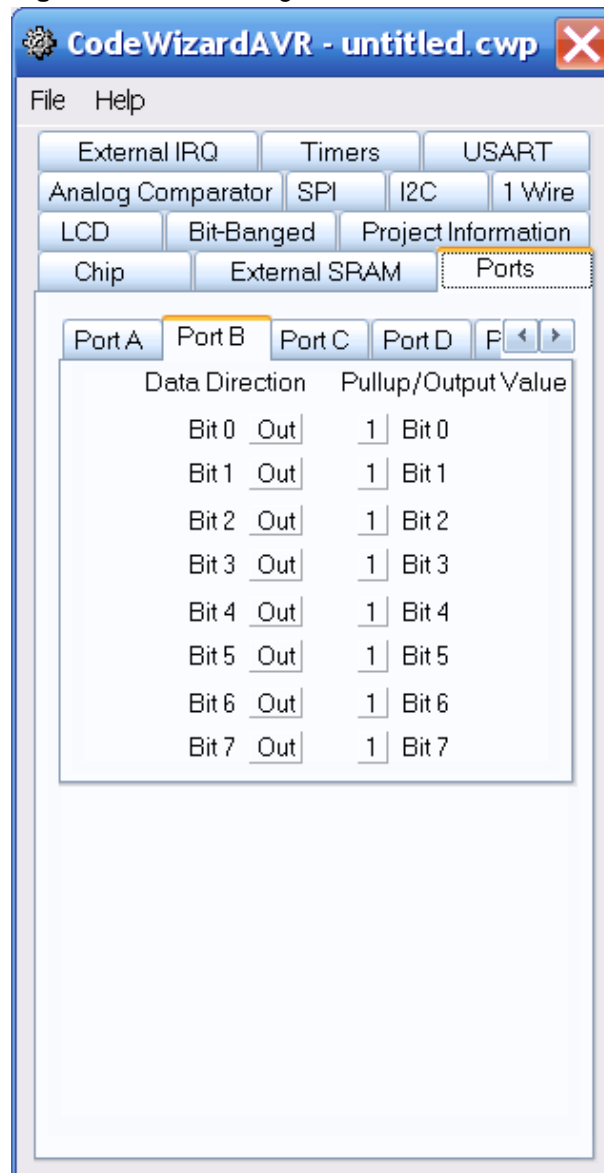 CodeWizardAVR - untitled.cwp
File Help
External IRQ Timers USART
Analog Comparator SPI I2C 1 Wire
LCD Bit-Banged Project Information
Chip External SRAM Ports
Port A Port B Port C Port D P
Data Direction Pullup/Output Value
Bit 0 Out 1 Bit 0
Bit 1 Out 1 Bit 1
Bit 2 Out 1 Bit 2
Bit 3 Out 1 Bit 3
Bit 4 Out 1 Bit 4
Bit 5 Out 1 Bit 5
Bit 6 Out 1 Bit 6
Bit 7 Out 1 Bit 7